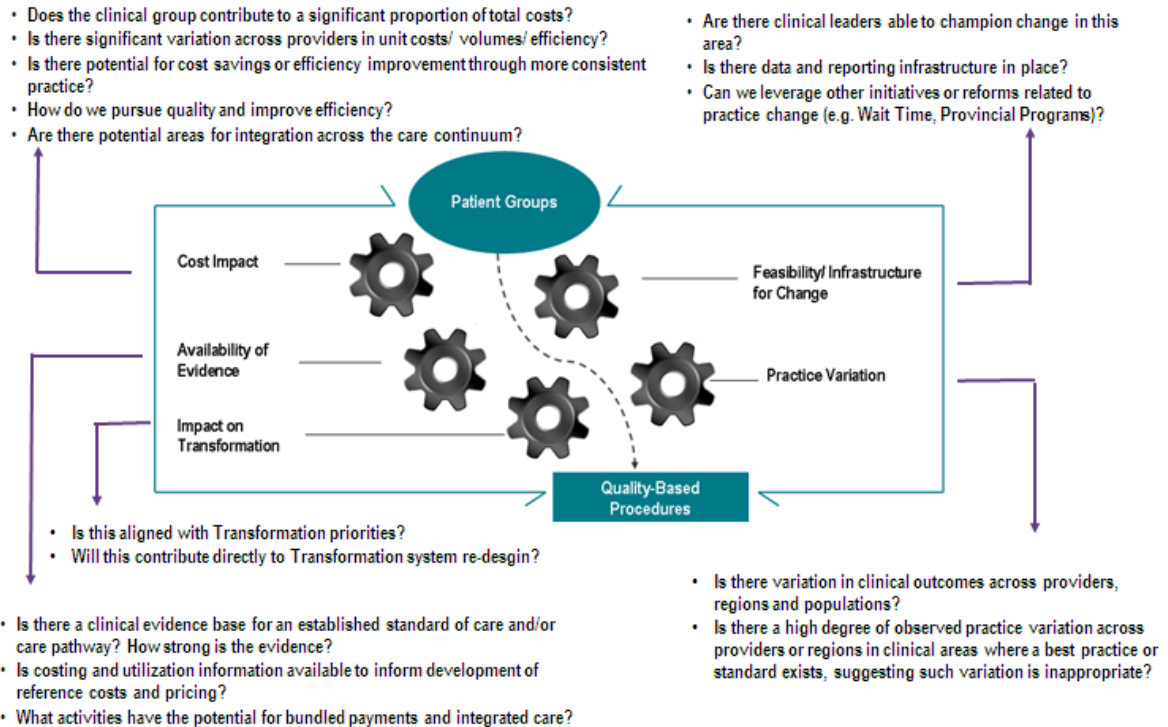 • Does the clinical group contribute to a significant proportion of total costs?
• Is there significant variation across providers in unit costs/ volumes/ efficiency?
• Is there potential for cost savings or efficiency improvement through more consistent
practice?
• How do we pursue quality and improve efficiency?
• Are there potential areas for integration across the care continuum?
• Are there clinical leaders able to champion change in this
area?
• Is there data and reporting infrastructure in place?
• Can we leverage other initiatives or reforms related to
practice change (e.g. Wait Time, Provincial Programs)?
Patient Groups
Cost Impact
Feasibility/ Infrastructure
for Change
Availability of
Evidence
Practice Variation
Impact on
Transformation
Quality-Based
Procedures
• Is this aligned with Transformation priorities?
• Will this contribute directly to Transformation system re-desgin?
• Is there a clinical evidence base for an established standard of care and/or
care pathway? How strong is the evidence?
• Is costing and utilization information available to inform development of
reference costs and pricing?
• What activities have the potential for bundled payments and integrated care?
• Is there variation in clinical outcomes across providers,
regions and populations?
• Is there a high degree of observed practice variation across
providers or regions in clinical areas where a best practice or
standard exists, suggesting such variation is inappropriate?